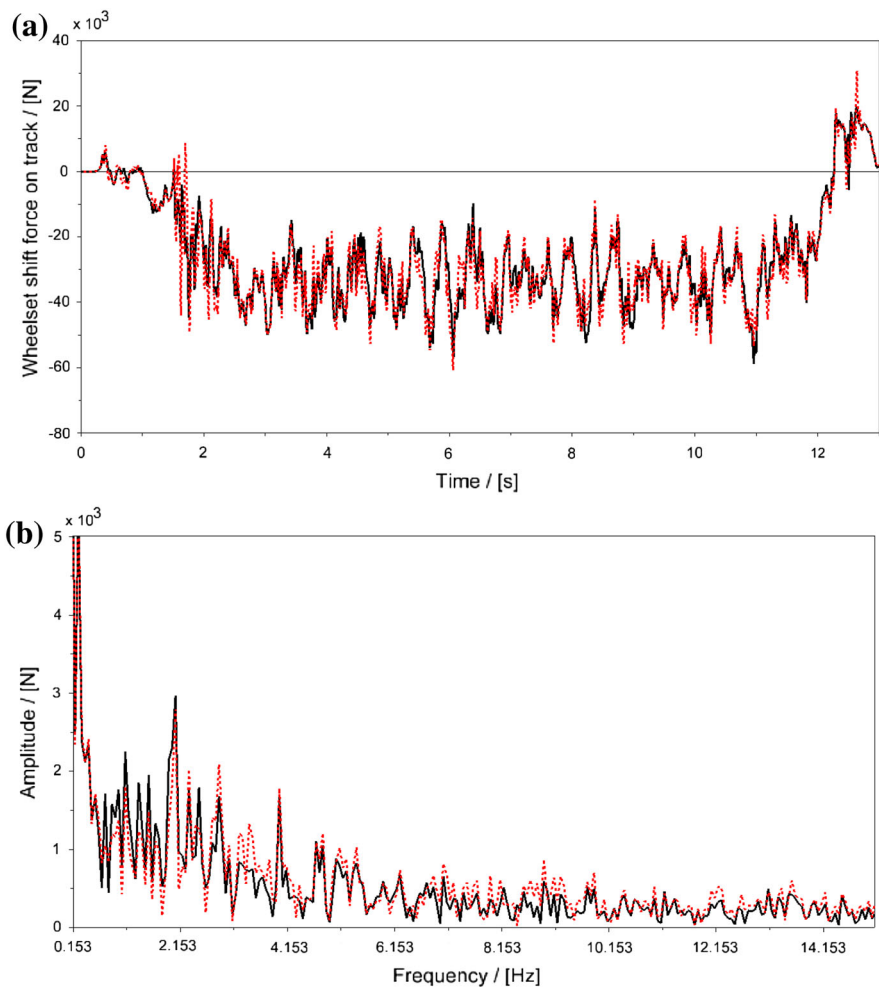 (a)
x 10³
40
20
0
-20
-40
-60
-80
Wheelset shift force on track / [N]
0 2 4 6 8 10 12
Time / [s]
(b)
x 10³
5
4
3
2
1
0
Amplitude / [N]
0.153 2.153 4.153 6.153 8.153 10.153 12.153 14.153
Frequency / [Hz]